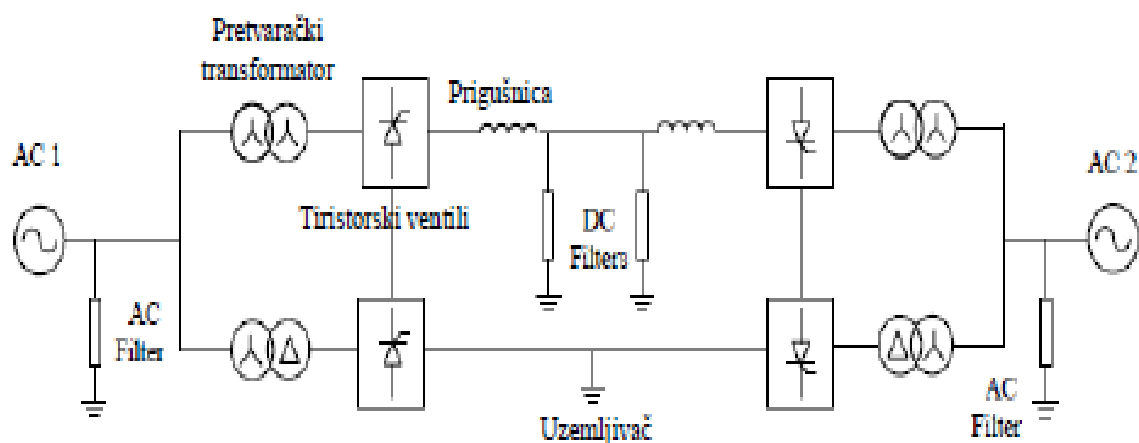 Pretvarački
transformator
Prigušnica
AC 1
AC 2
Tiristorski ventili
DC
Filters
AC
Filter
Uzemljivač
AC
Filter